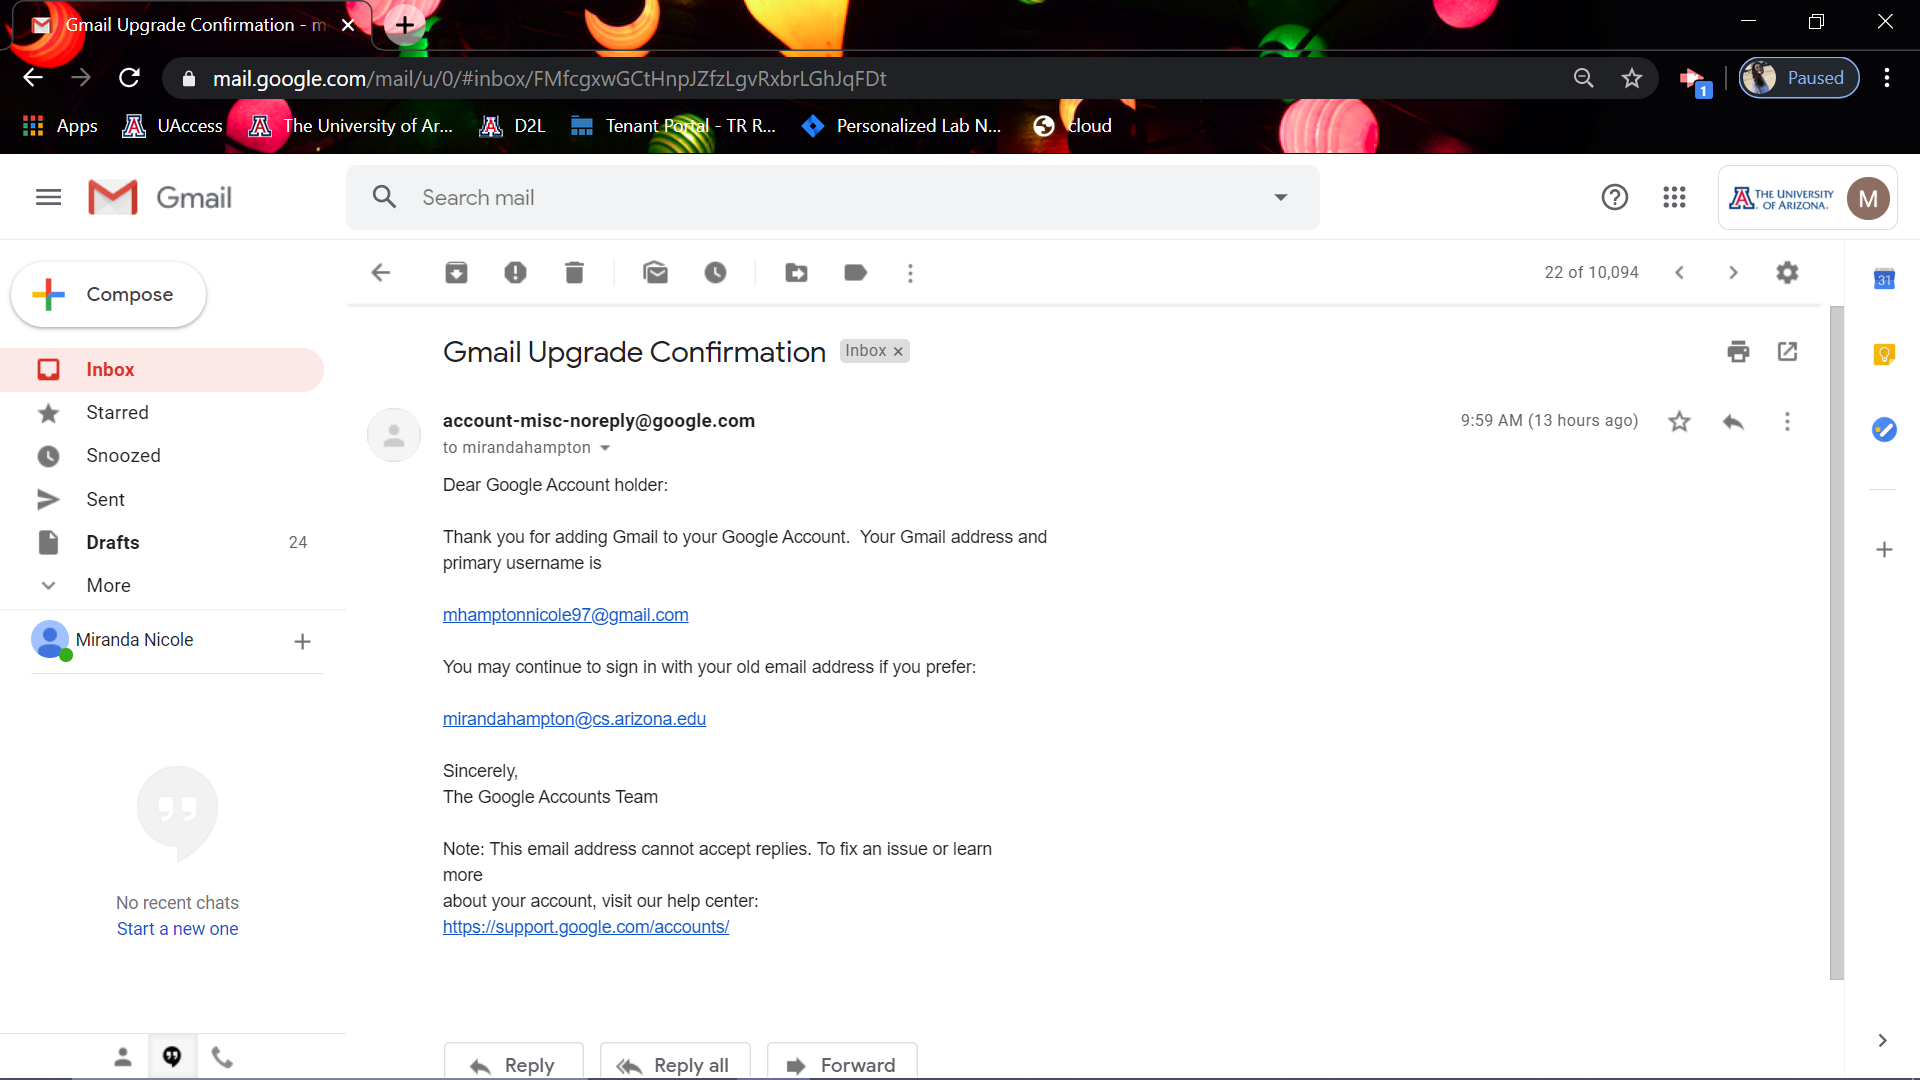 Gmail Upgrade Confirmation - m
mail.google.com/mail/u/0/#inbox/FMfcgxwGCtHnpJZfzLgvRxbrLGhJqFDt
1
Paused
Apps
UAccess
The University of Ar...
D2L
Tenant Portal - TR R...
Personalized Lab N...
cloud
Gmail
Search mail
THE UNIVERSITY
OF ARIZONA.
M
Compose
22 of 10,094
31
Inbox
Starred
Snoozed
Sent
Drafts 24
More
Miranda Nicole
No recent chats
Start a new one
Gmail Upgrade Confirmation Inbox
account-misc-noreply@google.com 9:59 AM (13 hours ago)
to mirandahampton
Dear Google Account holder:
Thank you for adding Gmail to your Google Account.  Your Gmail address and
primary username is
mhamptonnicole97@gmail.com
You may continue to sign in with your old email address if you prefer:
mirandahampton@cs.arizona.edu
Sincerely,
The Google Accounts Team
Note: This email address cannot accept replies. To fix an issue or learn
more
about your account, visit our help center:
https://support.google.com/accounts/
Reply
Reply all
Forward